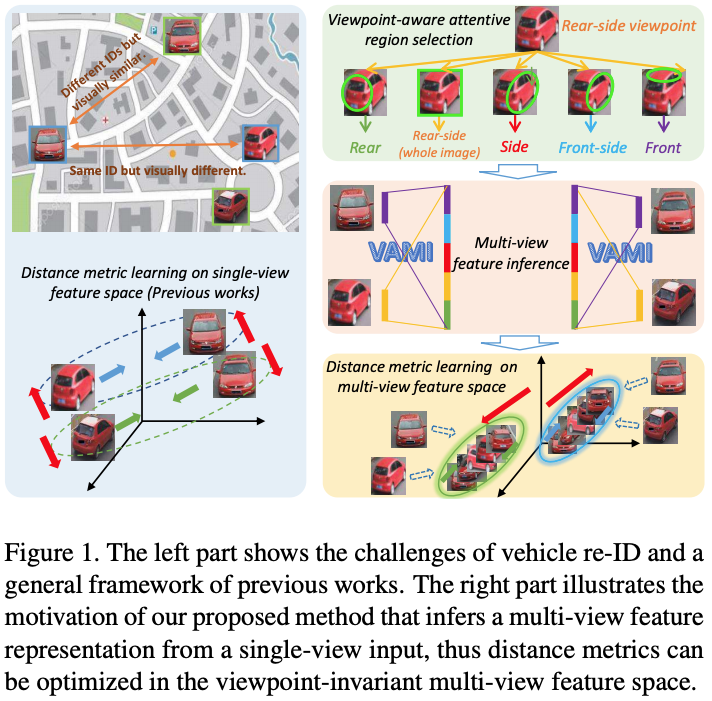 Different IDs but
visually similar.
Same ID but visually different.
Distance metric learning on single-view
feature space (Previous works)
Viewpoint-aware attentive
region selection
Rear-side viewpoint
Rear
Rear-side
(whole image)
Side
Front-side
Front
VAMI
Multi-view
feature inference
VAMI
Distance metric learning on
multi-view feature space
Figure 1. The left part shows the challenges of vehicle re-ID and a
general framework of previous works. The right part illustrates the
motivation of our proposed method that infers a multi-view feature
representation from a single-view input, thus distance metrics can
be optimized in the viewpoint-invariant multi-view feature space.